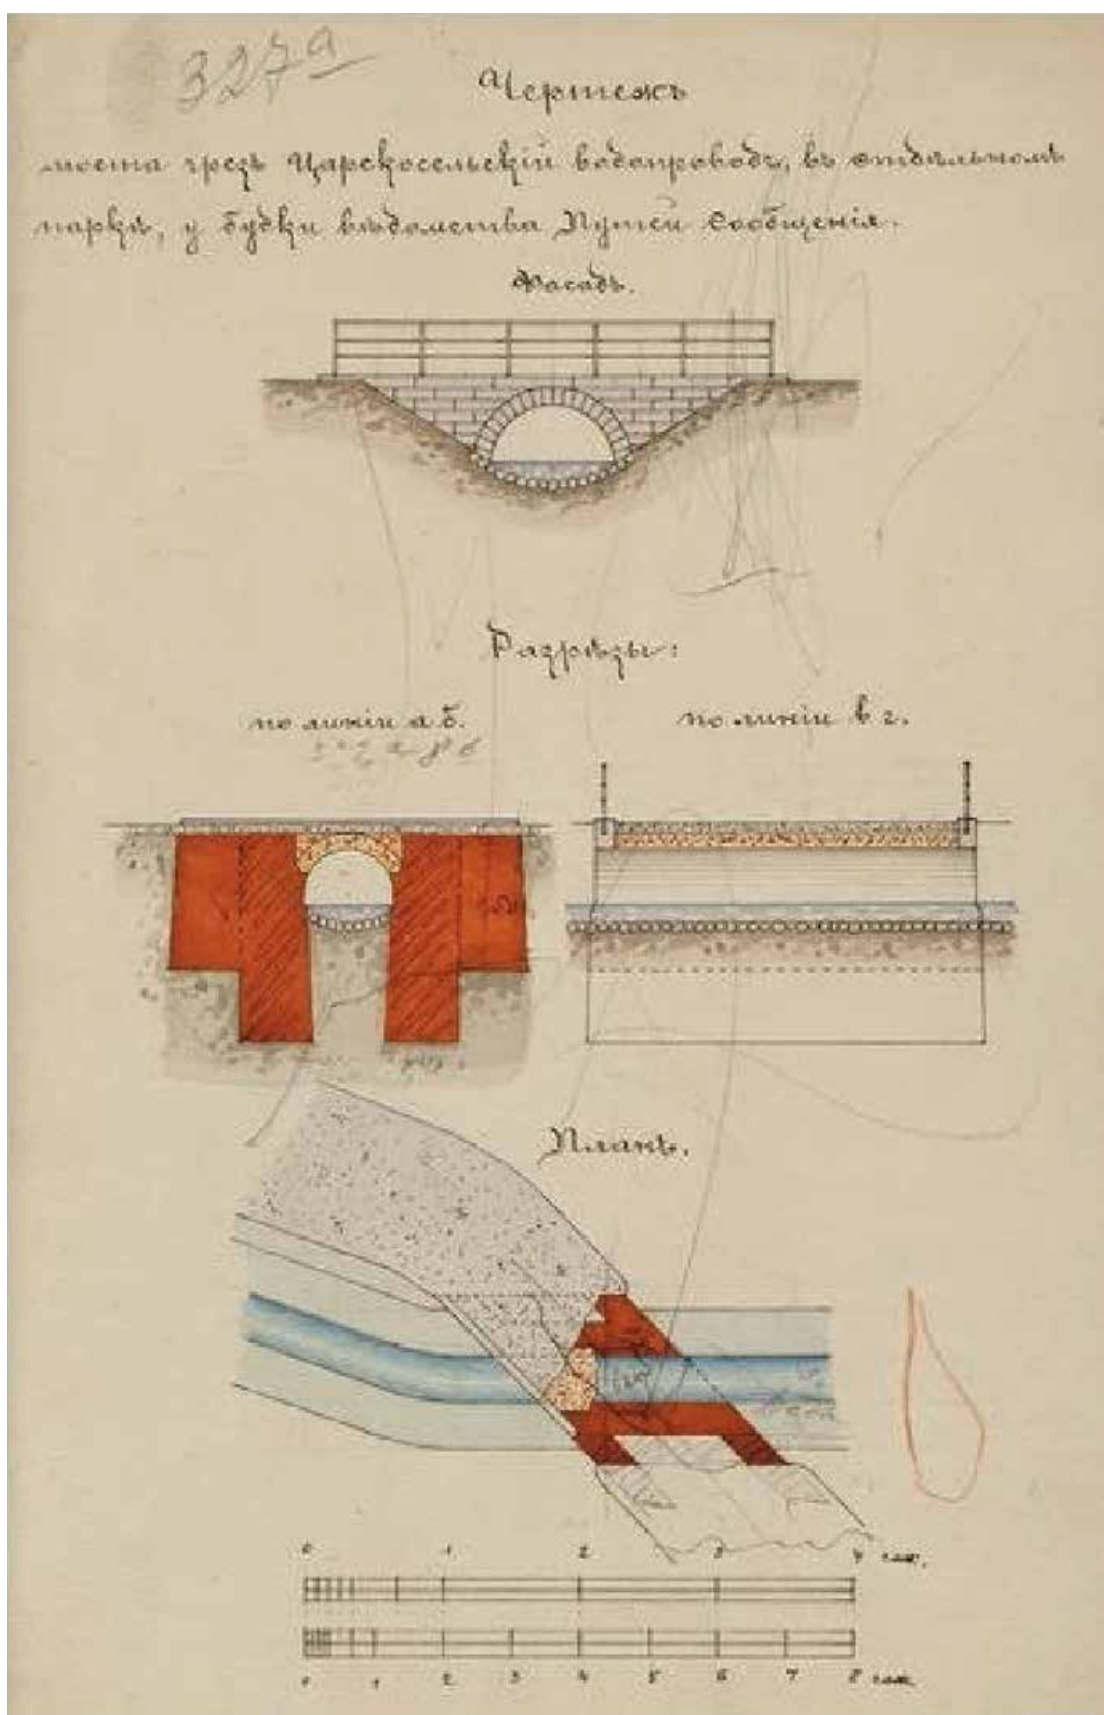 327а
Чертежъ
моста чрезъ Царскосельскій водопроводъ, въ отдѣльномъ
паркѣ, у будки вѣдомства Путей Сообщенія.
Фасадъ.
Разрѣзы:
по линіи а б.
по линіи в г.
Планъ.
0 1 2 3 4 саж.
0 1 2 3 4 5 6 7 8 саж.